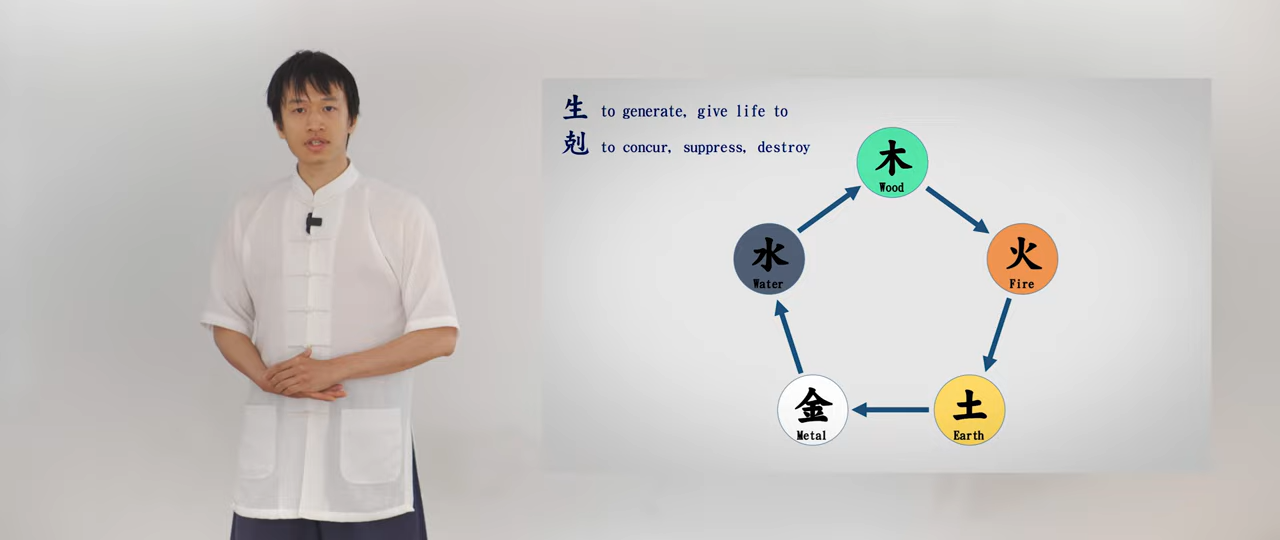 生 to generate, give life to
剋 to concur, suppress, destroy
木
Wood
水
Water
火
Fire
金
Metal
土
Earth